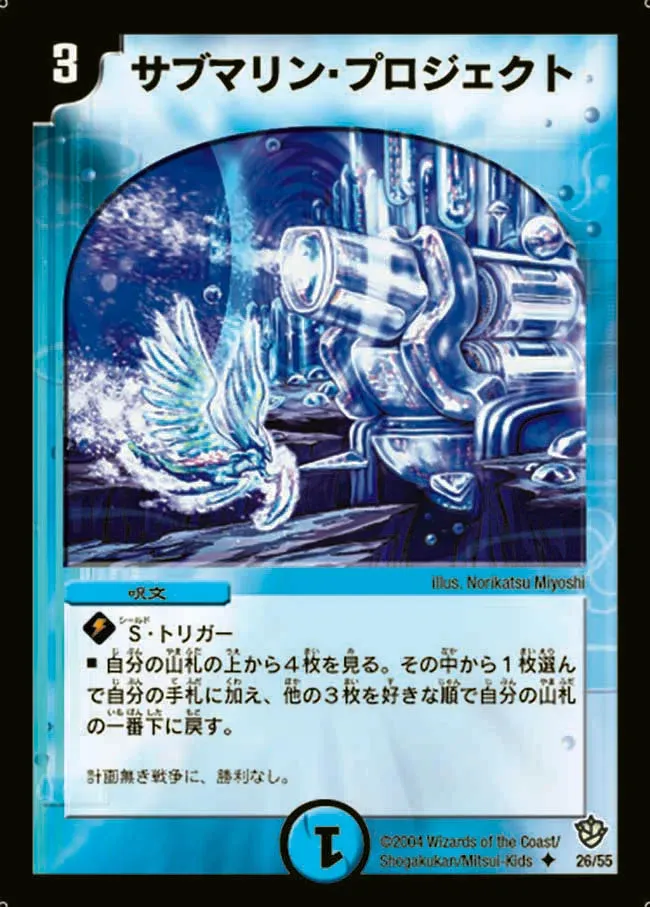 3
サブマリン・プロジェクト
illus. Norikatsu Miyoshi
呪文
S・トリガー
■ 自分の山札の上から4枚を見る。その中から1枚選ん
で自分の手札に加え、他の3枚を好きな順で自分の山札
の一番下に戻す。
計画無き戦争に、勝利なし。
1
©2004 Wizards of the Coast/
Shogakukan/Mitsui-Kids
26/55